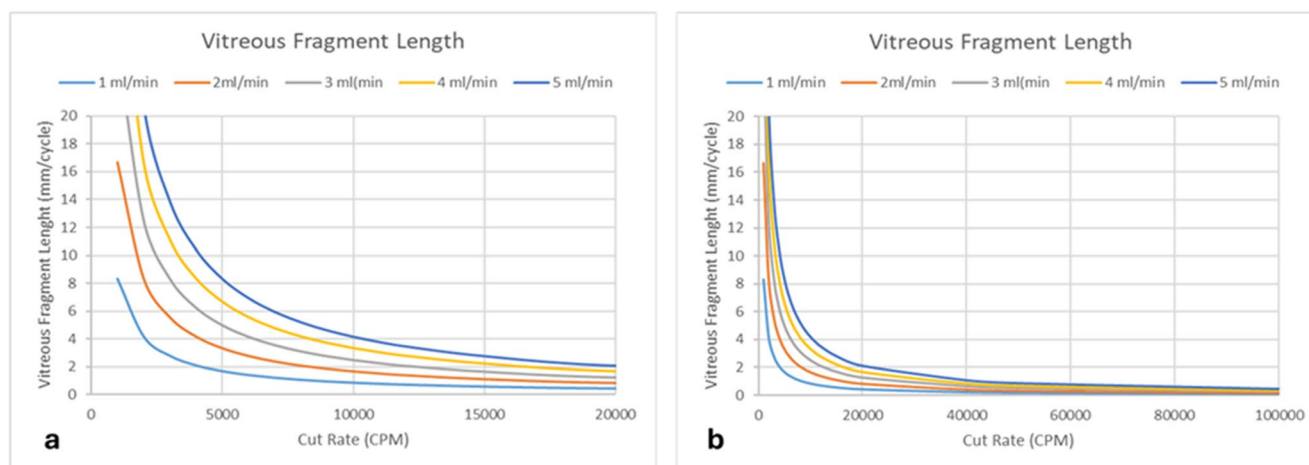 Vitreous Fragment Length
1 ml/min 2ml/min 3 ml(min 4 ml/min 5 ml/min
Vitreous Fragment Lenght (mm/cycle)
20
18
16
14
12
10
8
6
4
2
0
0 5000 10000 15000 20000
Cut Rate (CPM)
a
Vitreous Fragment Length
1 ml/min 2ml/min 3 ml(min 4 ml/min 5 ml/min
Vitreous Fragment Lenght (mm/cycle)
20
18
16
14
12
10
8
6
4
2
0
0 20000 40000 60000 80000 100000
Cut Rate (CPM)
b